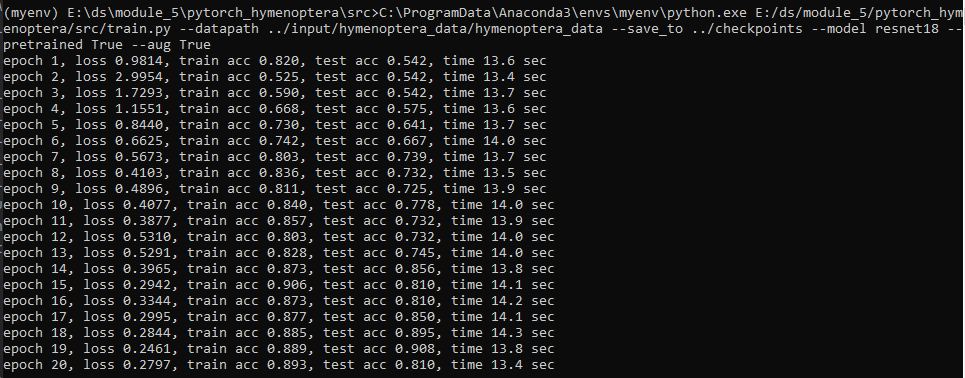 (myenv) E:\ds\module_5\pytorch_hymenoptera\src>C:\ProgramData\Anaconda3\envs\myenv\python.exe E:/ds/module_5/pytorch_hym
enoptera/src/train.py --datapath ../input/hymenoptera_data/hymenoptera_data --save_to ../checkpoints --model resnet18 --
pretrained True --aug True
epoch 1, loss 0.9814, train acc 0.820, test acc 0.542, time 13.6 sec
epoch 2, loss 2.9954, train acc 0.525, test acc 0.542, time 13.4 sec
epoch 3, loss 1.7293, train acc 0.590, test acc 0.542, time 13.7 sec
epoch 4, loss 1.1551, train acc 0.668, test acc 0.575, time 13.6 sec
epoch 5, loss 0.8440, train acc 0.730, test acc 0.641, time 13.7 sec
epoch 6, loss 0.6625, train acc 0.742, test acc 0.667, time 14.0 sec
epoch 7, loss 0.5673, train acc 0.803, test acc 0.739, time 13.7 sec
epoch 8, loss 0.4103, train acc 0.836, test acc 0.732, time 13.5 sec
epoch 9, loss 0.4896, train acc 0.811, test acc 0.725, time 13.9 sec
epoch 10, loss 0.4077, train acc 0.840, test acc 0.778, time 14.0 sec
epoch 11, loss 0.3877, train acc 0.857, test acc 0.732, time 13.9 sec
epoch 12, loss 0.5310, train acc 0.803, test acc 0.732, time 14.0 sec
epoch 13, loss 0.5291, train acc 0.828, test acc 0.745, time 14.0 sec
epoch 14, loss 0.3965, train acc 0.873, test acc 0.856, time 13.8 sec
epoch 15, loss 0.2942, train acc 0.906, test acc 0.810, time 14.1 sec
epoch 16, loss 0.3344, train acc 0.873, test acc 0.810, time 14.2 sec
epoch 17, loss 0.2995, train acc 0.877, test acc 0.850, time 14.1 sec
epoch 18, loss 0.2844, train acc 0.885, test acc 0.895, time 14.3 sec
epoch 19, loss 0.2461, train acc 0.889, test acc 0.908, time 13.8 sec
epoch 20, loss 0.2797, train acc 0.893, test acc 0.810, time 13.4 sec